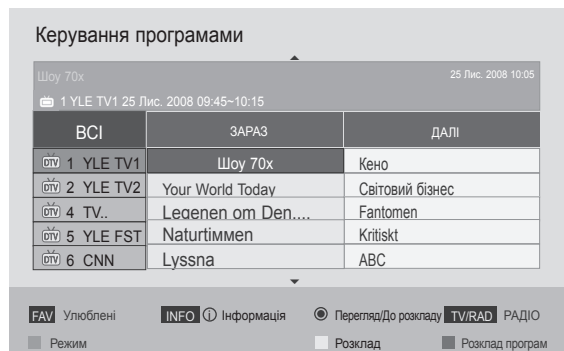 Керування програмами
Шоу 70х
25 Лис. 2008 10:05
1 YLE TV1 25 Лис. 2008 09:45~10:15
ВСІ ЗАРАЗ ДАЛІ
DTV 1 YLE TV1 Шоу 70х Кено
DTV 2 YLE TV2 Your World Today Світовий бізнес
DTV 4 TV.. Legenen om Den.... Fantomen
DTV 5 YLE FST Naturtiммen Kritiskt
DTV 6 CNN Lyssna ABC
FAV Улюблені INFO i Інформація Перегляд/До розкладу TV/RAD РАДІО
Режим Розклад Розклад програм